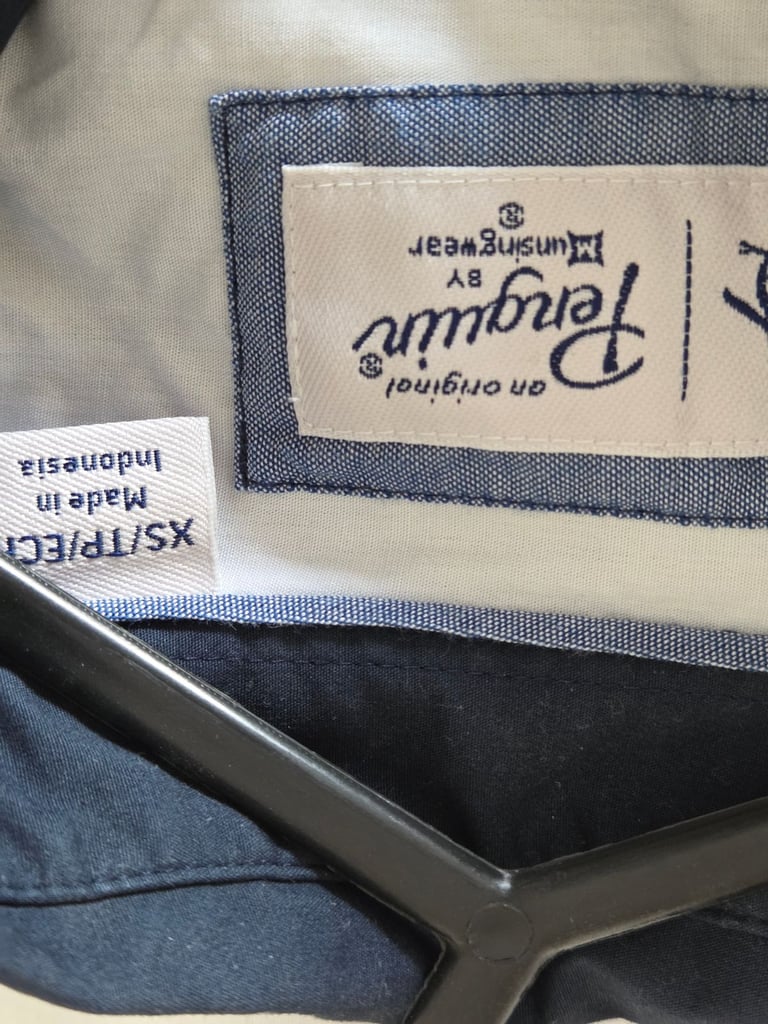 an original
Penguin®
BY
Munsingwear
®
XS/TP/ECH
Made in
Indonesia